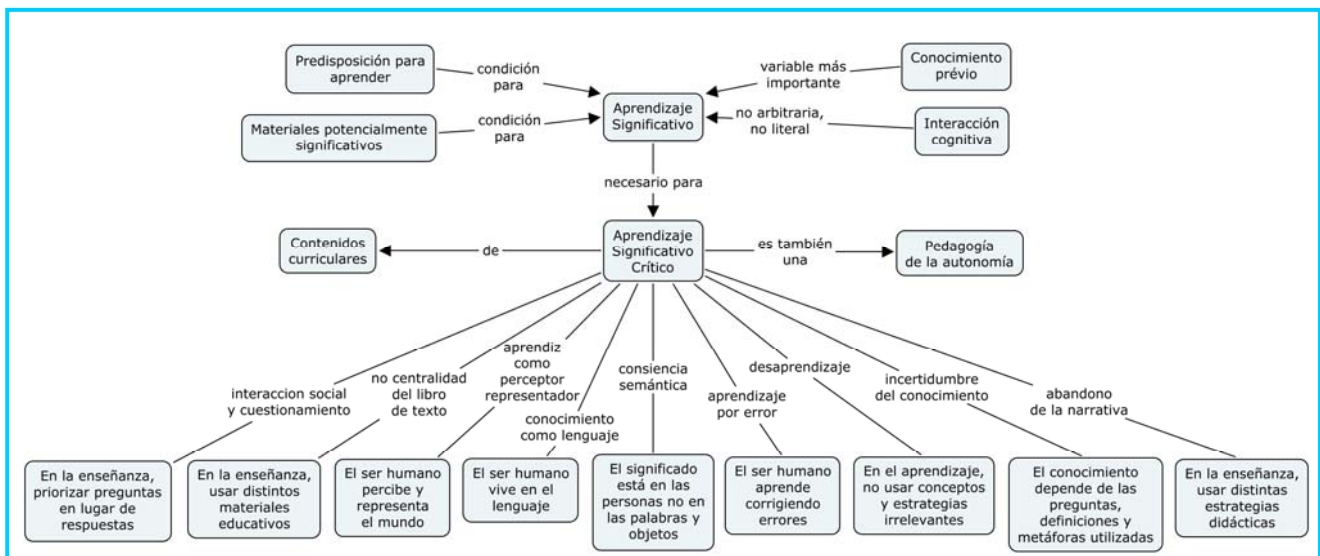 Predisposición para
aprender
condición
para
variable más
importante
Conocimiento
prévio
Aprendizaje
Significativo
Materiales potencialmente
significativos
condición
para
no arbitraria,
no literal
Interacción
cognitiva
necesario para
Contenidos
curriculares
de
Aprendizaje
Significativo
Crítico
es también
una
Pedagogía
de la autonomía
interaccion social
y cuestionamiento
no centralidad
del libro
de texto
aprendiz
como
perceptor
representador
conocimiento
como lenguaje
consiencia
semántica
aprendizaje
por error
desaprendizaje
incertidumbre
del conocimiento
abandono
de la narrativa
En la enseñanza,
priorizar preguntas
en lugar de
respuestas
En la enseñanza,
usar distintos
materiales
educativos
El ser humano
percibe y
representa
el mundo
El ser humano
vive en el
lenguaje
El significado
está en las
personas no en
las palabras y
objetos
El ser humano
aprende
corrigiendo
errores
En el aprendizaje,
no usar conceptos
y estrategias
irrelevantes
El conocimiento
depende de las
preguntas,
definiciones y
metáforas utilizadas
En la enseñanza,
usar distintas
estrategias
didácticas